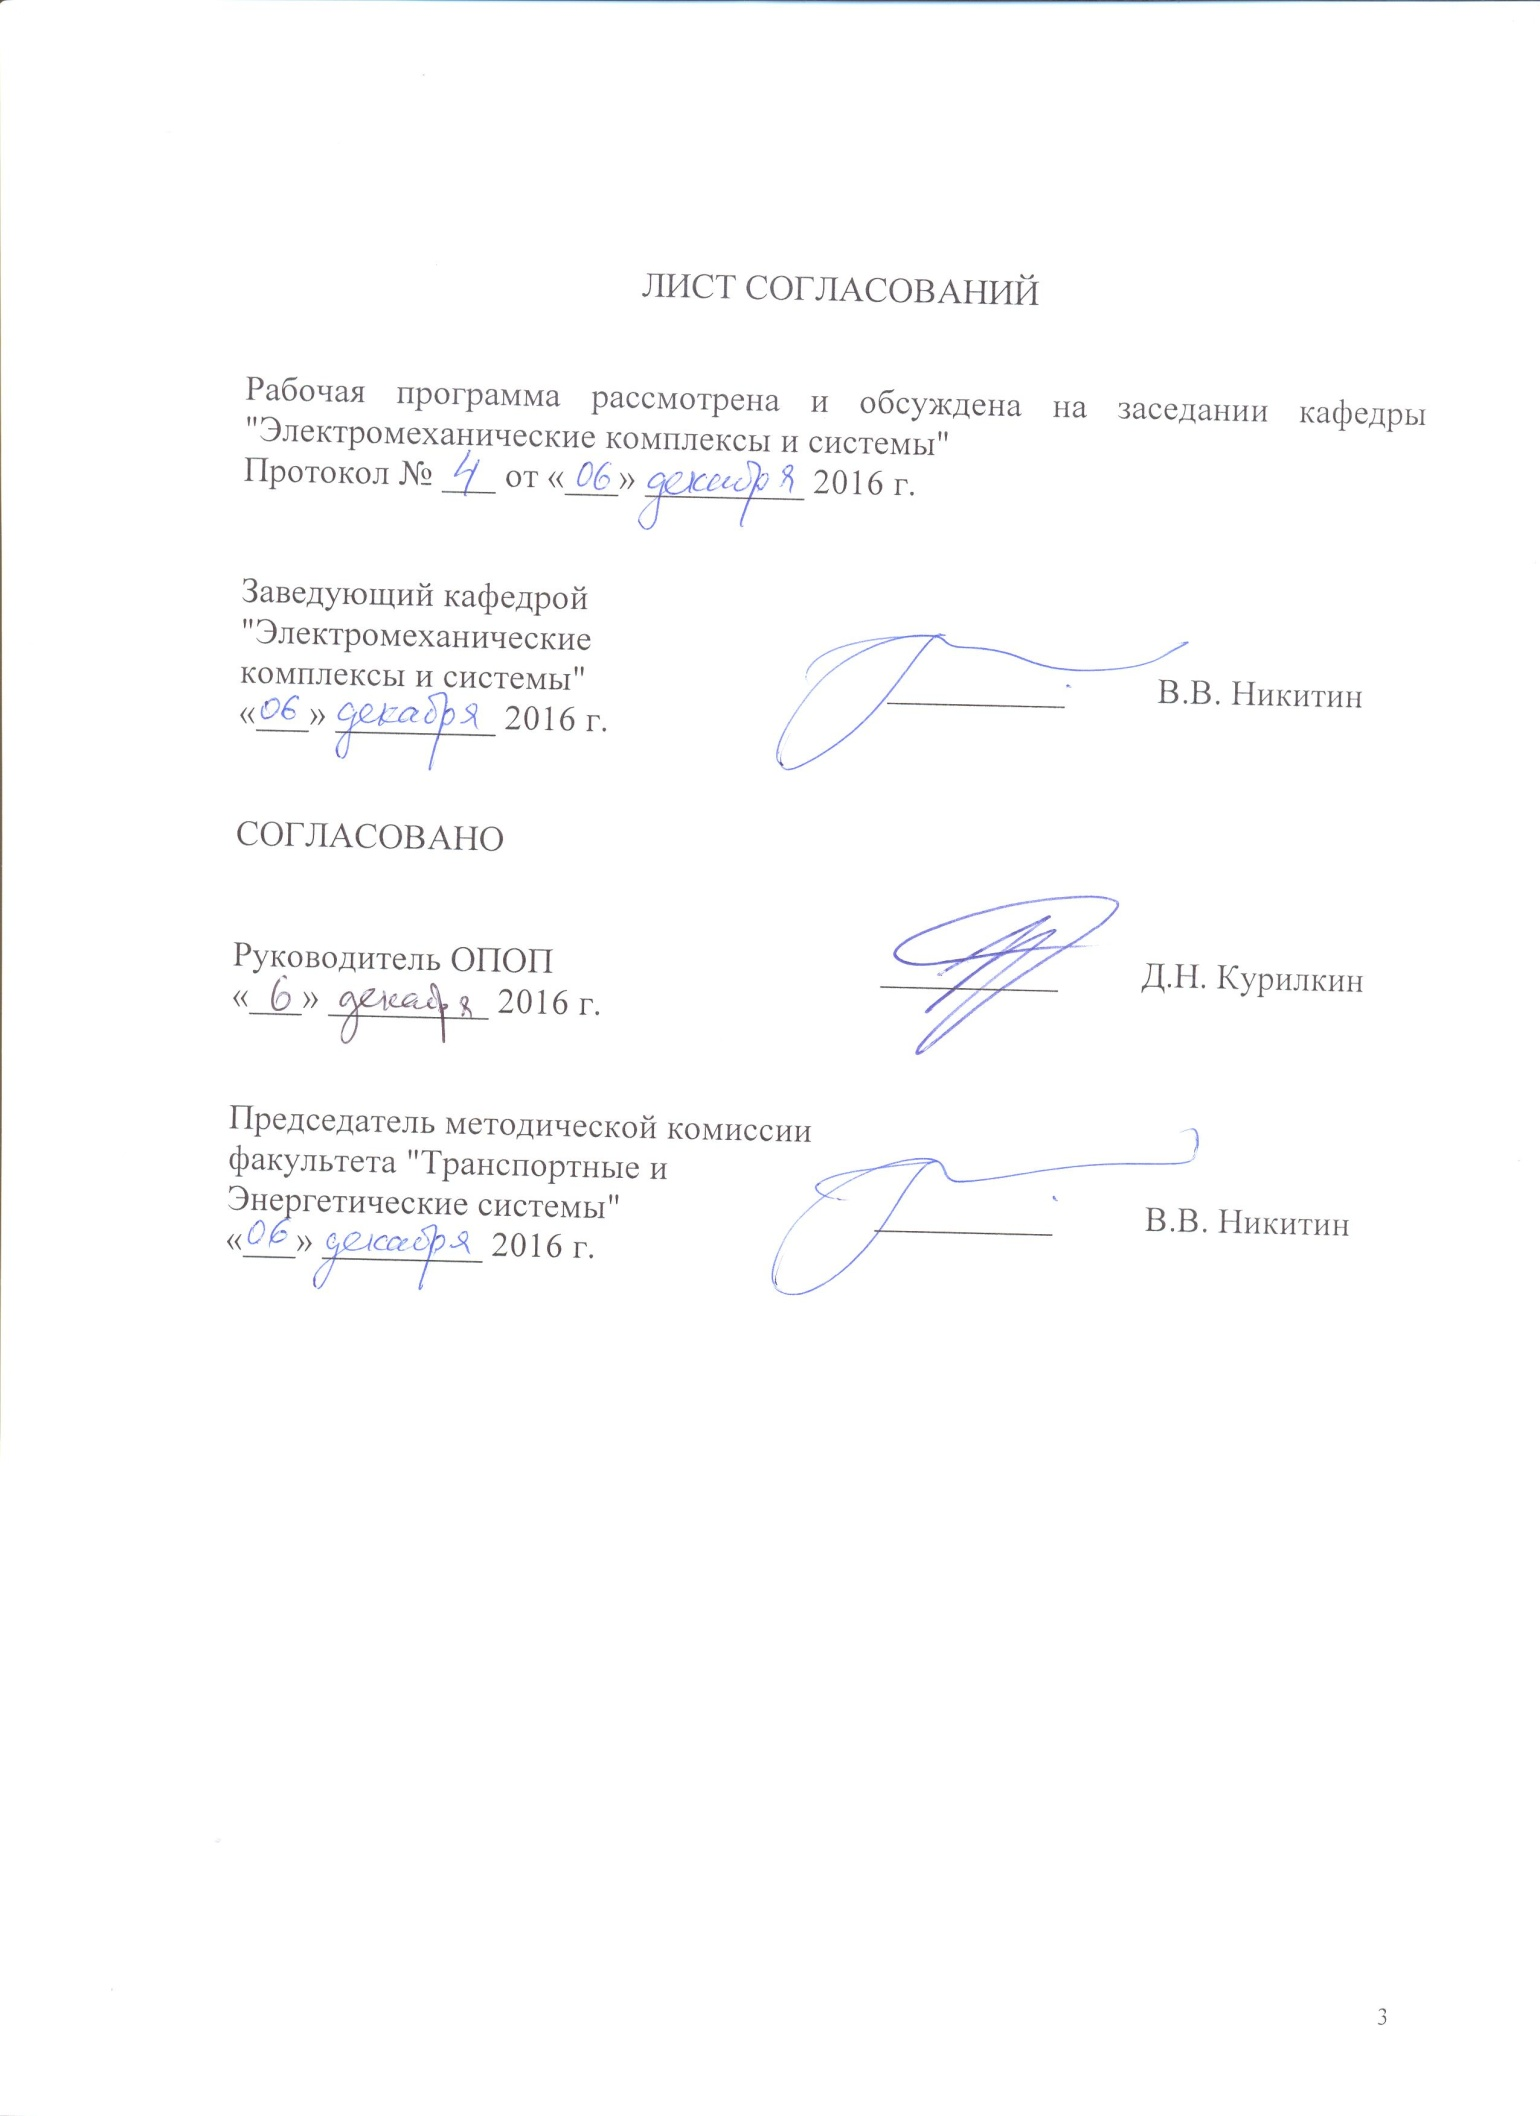 ЛИСТ СОГЛАСОВАНИЙ
Рабочая программа рассмотрена и обсуждена на заседании кафедры
"Электромеханические комплексы и системы"
Протокол № 4 от «06» декабря 2016 г.
Заведующий кафедрой
"Электромеханические
комплексы и системы"
«06» декабря 2016 г. В.В. Никитин
СОГЛАСОВАНО
Руководитель ОПОП
«6» декабря 2016 г. Д.Н. Курилкин
Председатель методической комиссии
факультета "Транспортные и
Энергетические системы"
«06» декабря 2016 г. В.В. Никитин
3